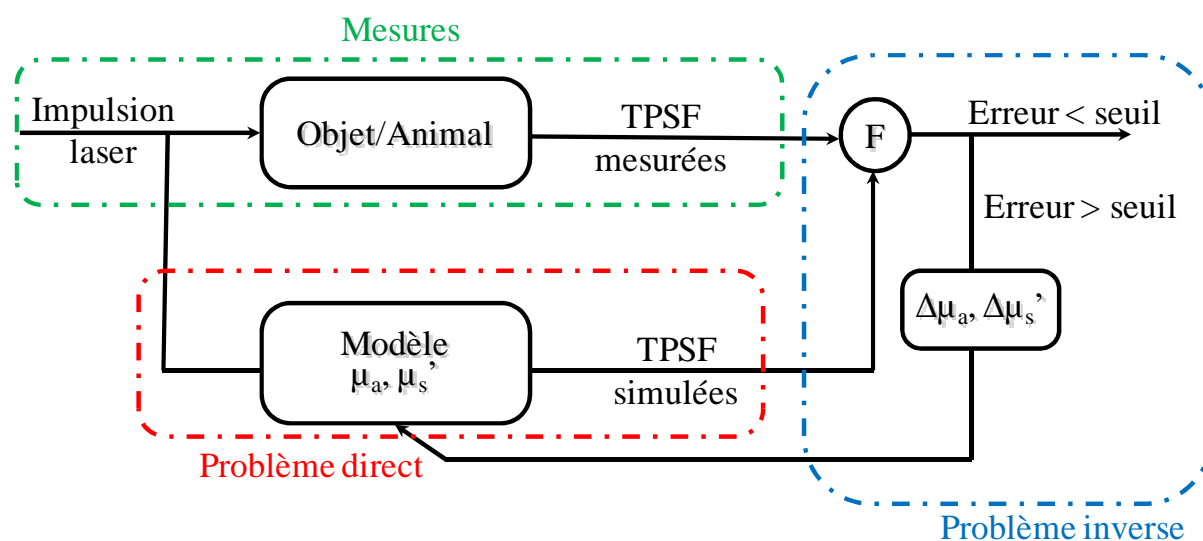 Mesures
Impulsion
laser
Objet/Animal
TPSF
mesurées
F
Erreur < seuil
Erreur > seuil
Δμa, Δμs’
Modèle
μa, μs’
TPSF
simulées
Problème direct
Problème inverse